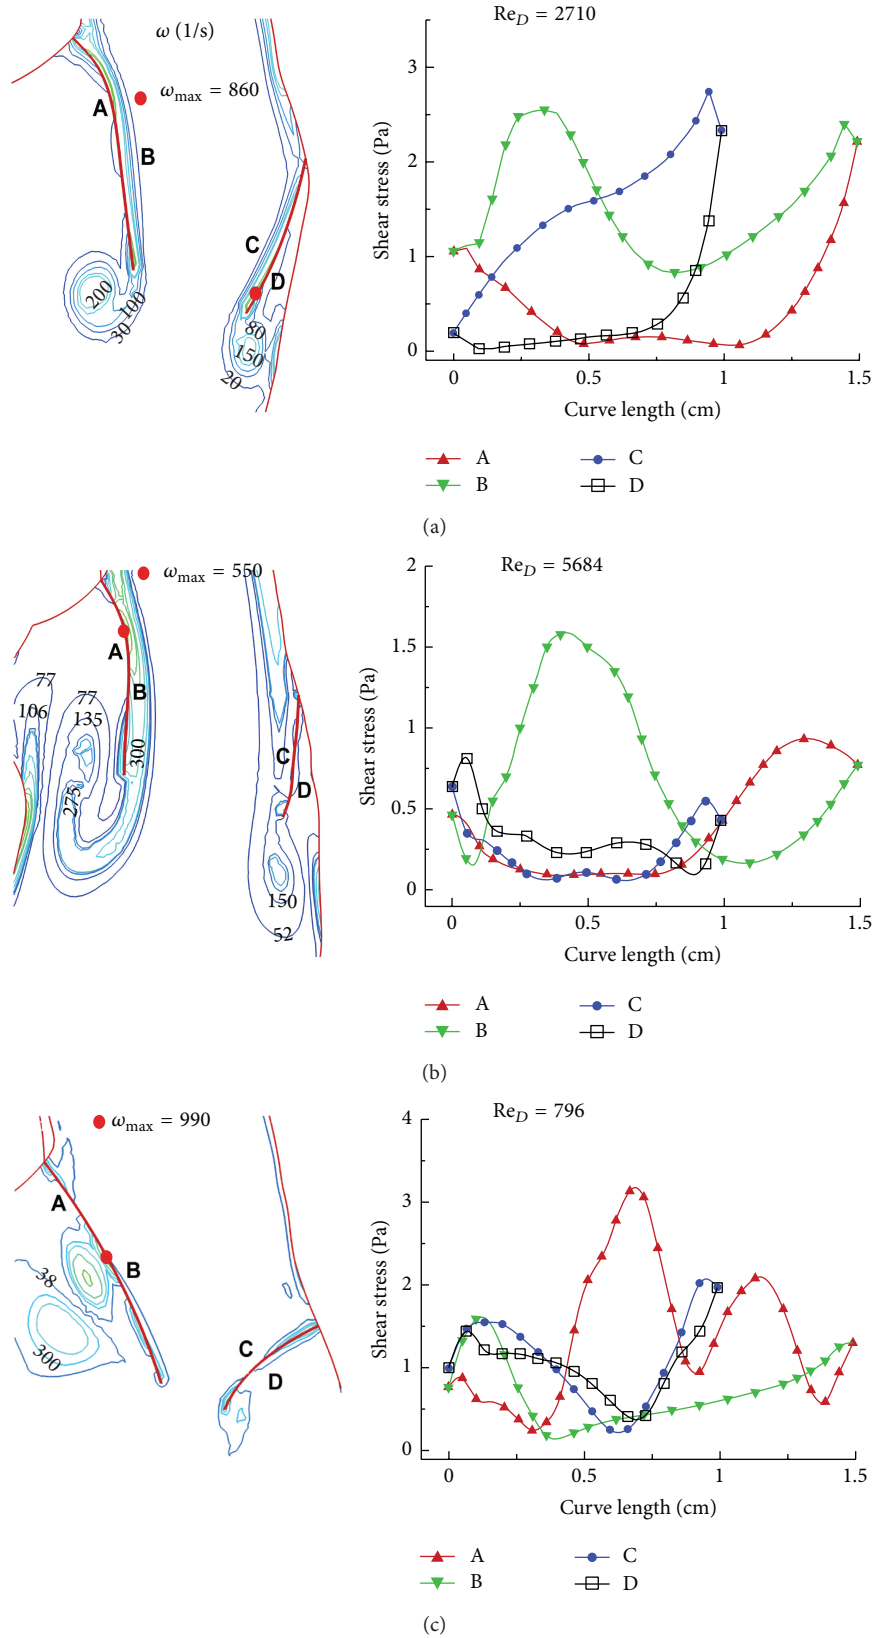 ω (1/s)
ω_max = 860
A
B
200
100
30
C
D
80
150
20
Re_D = 2710
Shear stress (Pa)
3
2
1
0
0 0.5 1 1.5
Curve length (cm)
A C
B D
(a)
ω_max = 550
A
B
77
106
77
135
300
275
C
D
150
52
Re_D = 5684
Shear stress (Pa)
2
1.5
1
0.5
0
0 0.5 1 1.5
Curve length (cm)
A C
B D
(b)
ω_max = 990
A
B
38
300
C
D
Re_D = 796
Shear stress (Pa)
4
3
2
1
0
0 0.5 1 1.5
Curve length (cm)
A C
B D
(c)